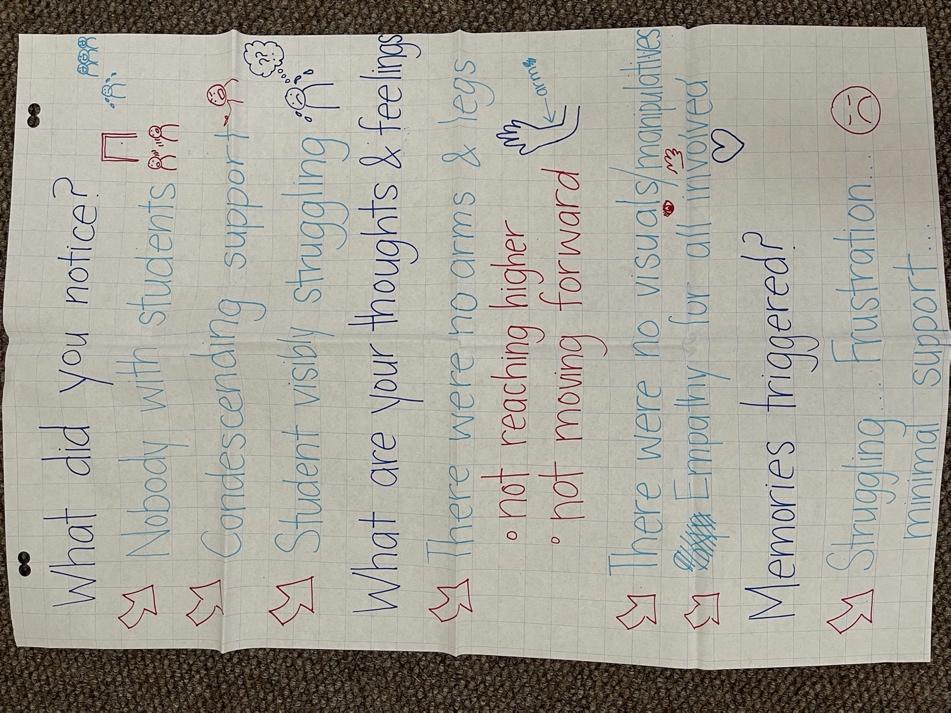 What did you notice?
Nobody with students
Condescending support
Student visibly struggling
What are your thoughts & feelings
There were no arms & legs
arms
• not reaching higher
• not moving forward
There were no visuals/manipulatives
Empathy for all involved
Memories triggered?
Struggling.... Frustration....
minimal support.....